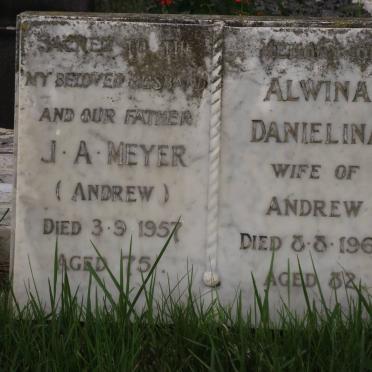 SACRED TO THE
MY BELOVED HUSBAND
AND OUR FATHER
J. A. MEYER
(ANDREW)
DIED 3.9 1957
AGED 75.
ALWINA
DANIELINA
WIFE OF
ANDREW
DIED 8.8.196
AGED 82